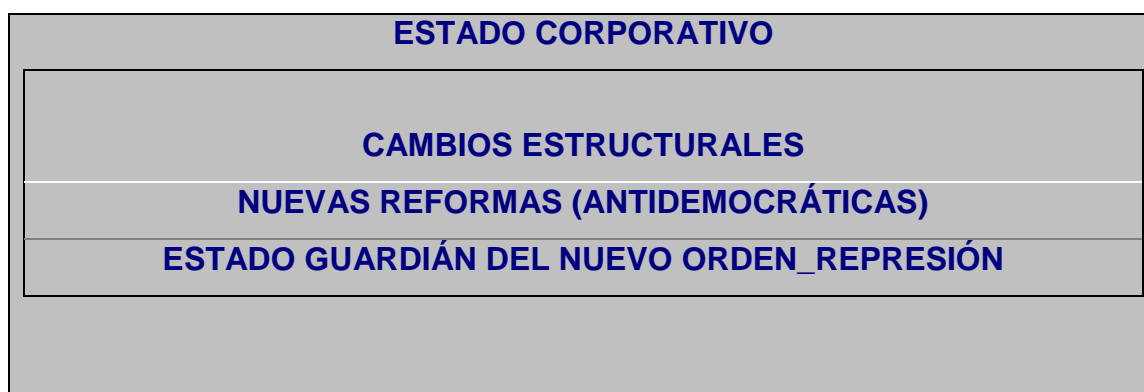 ESTADO CORPORATIVO
CAMBIOS ESTRUCTURALES
NUEVAS REFORMAS (ANTIDEMOCRÁTICAS)
ESTADO GUARDIÁN DEL NUEVO ORDEN_REPRESIÓN